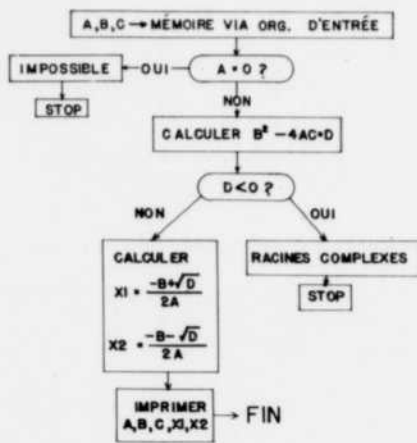 A,B,C → MÉMOIRE VIA ORG. D'ENTRÉE
IMPOSSIBLE
OUI
A = 0 ?
STOP
NON
CALCULER B² - 4AC=D
D<0 ?
NON
OUI
CALCULER
X1 = -B+√D / 2A
X2 = -B-√D / 2A
RACINES COMPLEXES
STOP
IMPRIMER
A,B,C,X1,X2
FIN